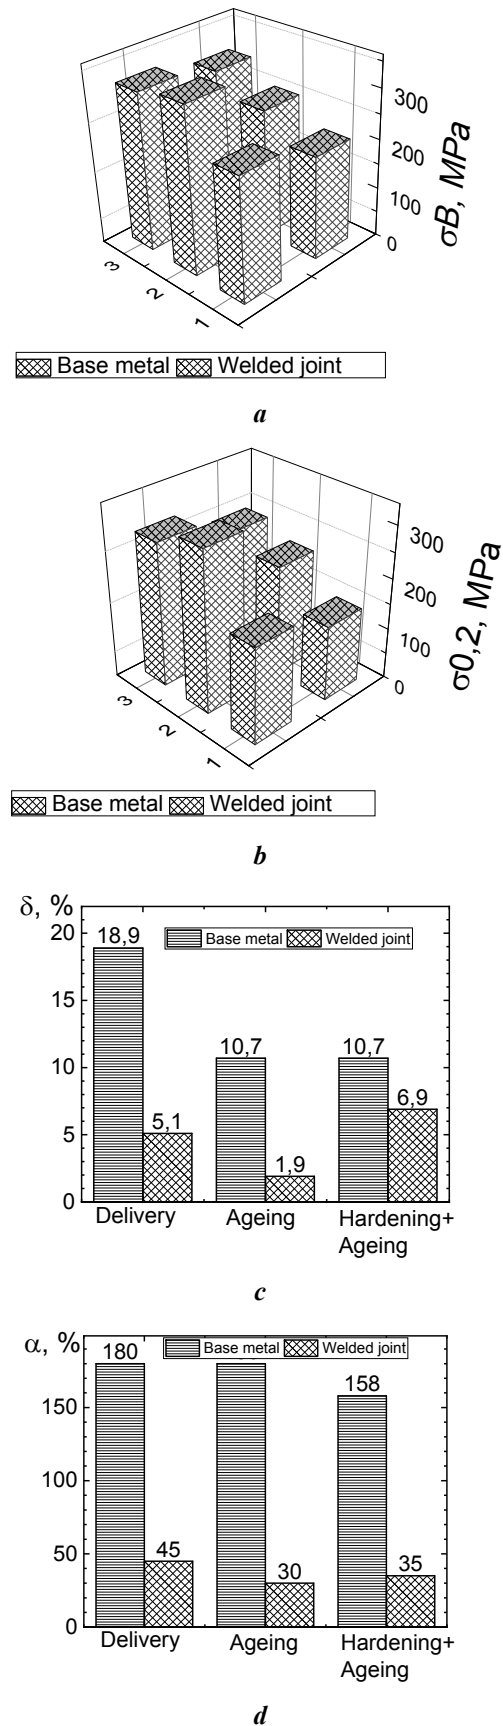 300
200
100
0
σB, MPa
3
2
1
Base metal Welded joint
a
300
200
100
0
σ0,2, MPa
3
2
1
Base metal Welded joint
b
δ, %
20
15
10
5
0
Base metal Welded joint
18,9
5,1
10,7
1,9
10,7
6,9
Delivery Ageing Hardening+
Ageing
c
α, %
150
100
50
0
Base metal Welded joint
180
45
30
158
35
Delivery Ageing Hardening+
Ageing
d